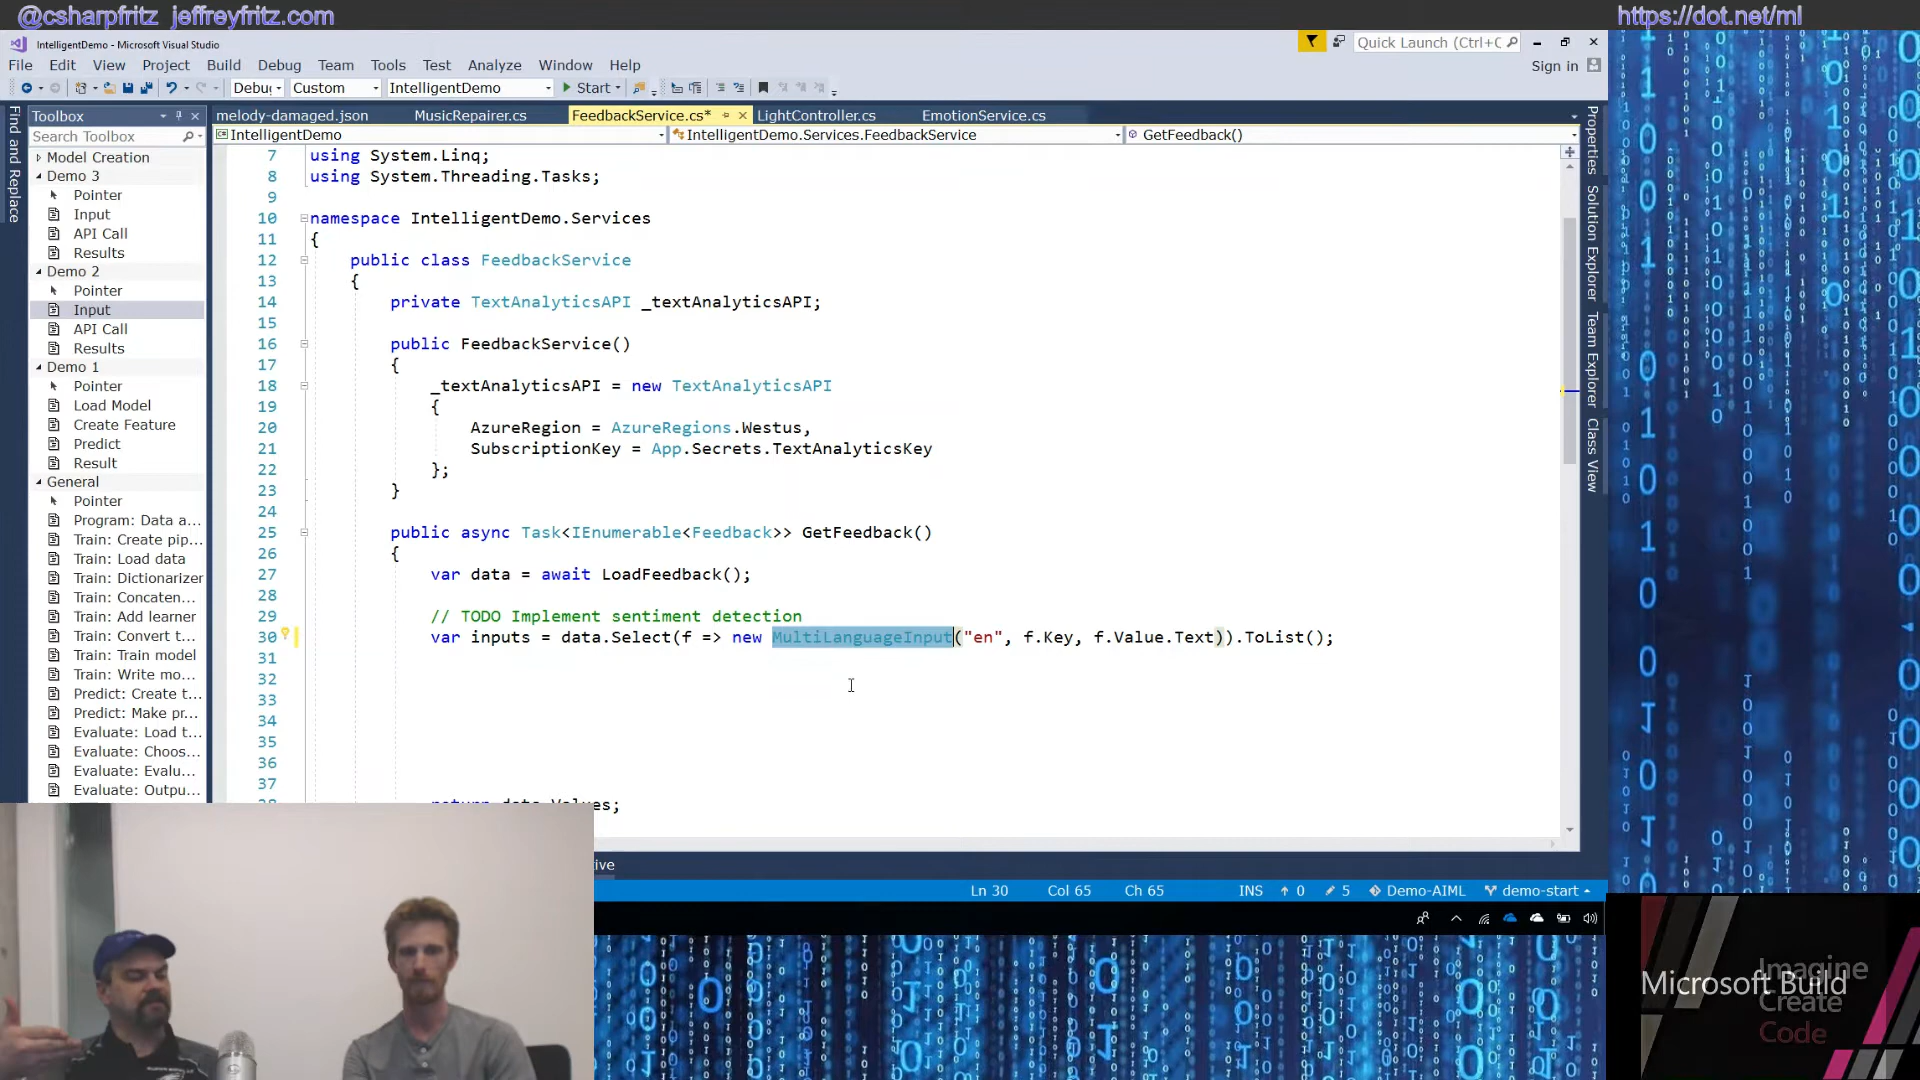 @csharpfritz jeffreyfritz.com
https://dot.net/ml
IntelligentDemo - Microsoft Visual Studio
Quick Launch (Ctrl+C
File Edit View Project Build Debug Team Tools Test Analyze Window Help
Sign in
Debu Custom IntelligentDemo Start
Find and Replace
Toolbox
Search Toolbox
Model Creation
Demo 3
Pointer
Input
API Call
Results
Demo 2
Pointer
Input
API Call
Results
Demo 1
Pointer
Load Model
Create Feature
Predict
Result
General
Pointer
Program: Data a...
Train: Create pip...
Train: Load data
Train: Dictionarizer
Train: Concaten...
Train: Add learner
Train: Convert t...
Train: Train model
Train: Write mo...
Predict: Create t...
Predict: Make pr...
Evaluate: Load t...
Evaluate: Choos...
Evaluate: Evalu...
Evaluate: Outpu...
melody-damaged.json MusicRepairer.cs FeedbackService.cs* LightController.cs EmotionService.cs
IntelligentDemo IntelligentDemo.Services.FeedbackService GetFeedback()
7 using System.Linq;
8 using System.Threading.Tasks;
9
10 namespace IntelligentDemo.Services
11 {
12 public class FeedbackService
13 {
14 private TextAnalyticsAPI _textAnalyticsAPI;
15
16 public FeedbackService()
17 {
18 _textAnalyticsAPI = new TextAnalyticsAPI
19 {
20 AzureRegion = AzureRegions.Westus,
21 SubscriptionKey = App.Secrets.TextAnalyticsKey
22 };
23 }
24
25 public async Task<IEnumerable<Feedback>> GetFeedback()
26 {
27 var data = await LoadFeedback();
28
29 // TODO Implement sentiment detection
30 var inputs = data.Select(f => new MultiLanguageInput("en", f.Key, f.Value.Text)).ToList();
31
32
33
34
35
36
37
return data.Values;
Properties
Solution Explorer
Team Explorer
Class View
ive
Ln 30 Col 65 Ch 65 INS 0 5 Demo-AIML demo-start
Microsoft Build
Imagine
Create
Code